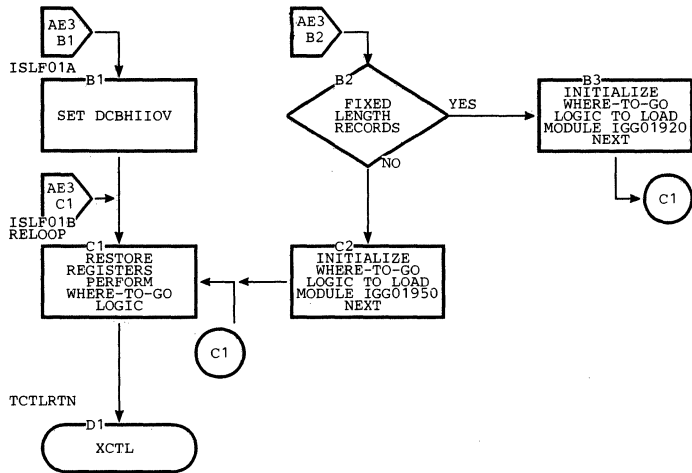 AE3
B1
ISLF01A
B1
SET DCBHIIOV
AE3
C1
ISLF01B
RELOOP
C1
RESTORE
REGISTERS
PERFORM
WHERE-TO-GO
LOGIC
TCTLRTN
D1
XCTL
AE3
B2
B2
FIXED
LENGTH
RECORDS
YES
NO
C2
INITIALIZE
WHERE-TO-GO
LOGIC TO LOAD
MODULE IGG01950
NEXT
C1
B3
INITIALIZE
WHERE-TO-GO
LOGIC TO LOAD
MODULE IGG01920
NEXT
C1